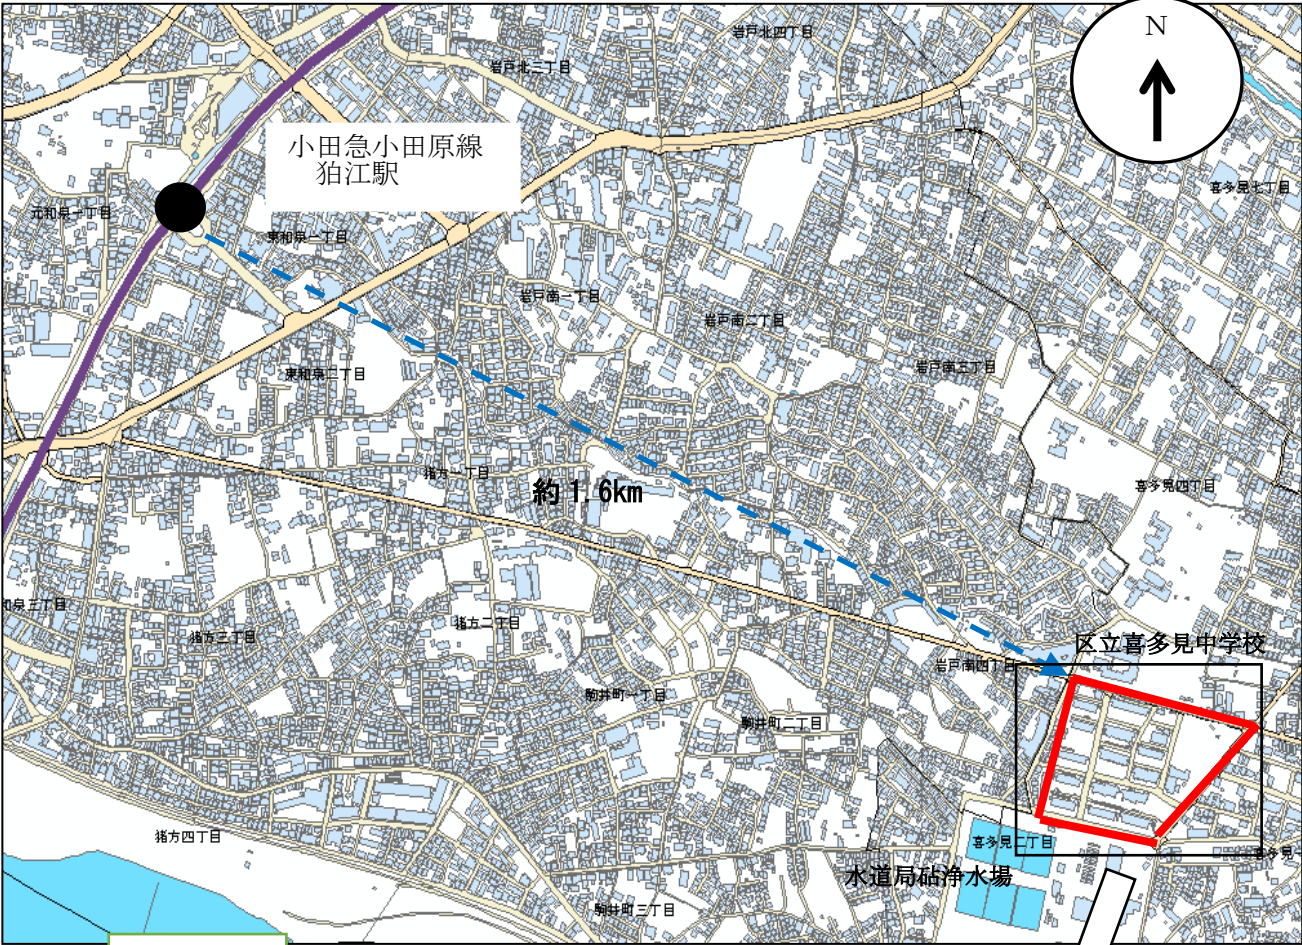 岩戸北四丁目
N
岩戸北三丁目
小田急小田原線
狛江駅
喜多見七丁目
元和泉一丁目
東和泉一丁目
岩戸南一丁目
岩戸南二丁目
岩戸南三丁目
東和泉二丁目
猪方一丁目
約1.6km
喜多見四丁目
和泉三丁目
猪方三丁目
猪方二丁目
区立喜多見中学校
岩戸南四丁目
駒井町一丁目
駒井町二丁目
猪方四丁目
喜多見二丁目
喜多見一
水道局砧浄水場
駒井町三丁目